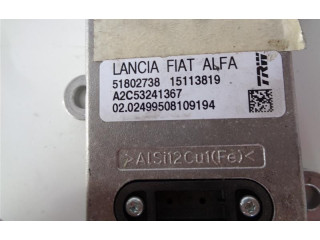 LANCIA FIAT ALFA
51802738 15113819
A2C53241367
02.02499508109194
TRW
>AlSi12Cu1(Fe)<